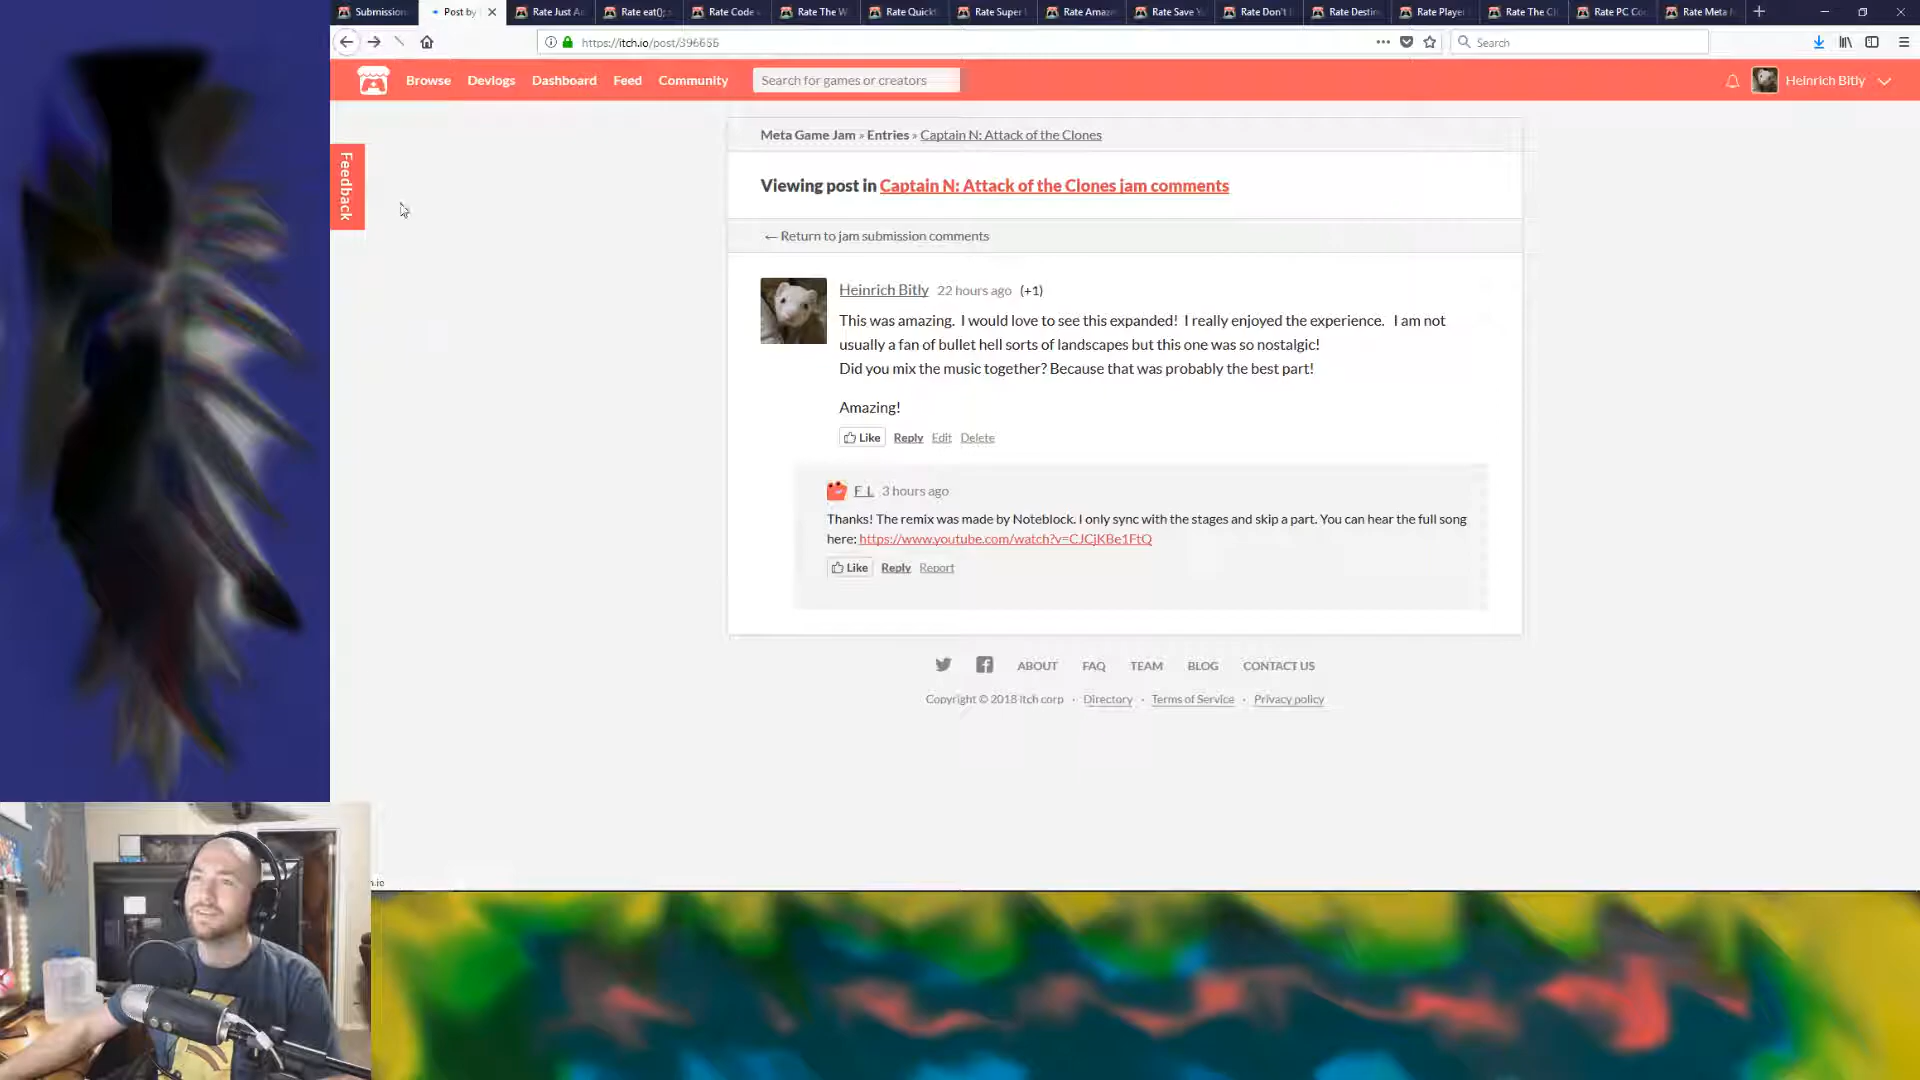 Submission
Post by
Rate Just A
Rate eat();
Rate Code
Rate The W
Rate Quick
Rate Super
Rate Amaz
Rate Save Y
Rate Don't
Rate Destin
Rate Player
Rate The Cl
Rate PC Co
Rate Meta
https://itch.io/post/396655
Search
Browse
Devlogs
Dashboard
Feed
Community
Search for games or creators
Heinrich Bitly
Feedback
Meta Game Jam » Entries » Captain N: Attack of the Clones
Viewing post in Captain N: Attack of the Clones jam comments
← Return to jam submission comments
Heinrich Bitly 22 hours ago (+1)
This was amazing. I would love to see this expanded! I really enjoyed the experience. I am not
usually a fan of bullet hell sorts of landscapes but this one was so nostalgic!
Did you mix the music together? Because that was probably the best part!
Amazing!
Like Reply Edit Delete
F L 3 hours ago
Thanks! The remix was made by Noteblock. I only sync with the stages and skip a part. You can hear the full song
here: https://www.youtube.com/watch?v=CJCjKBe1FtQ
Like Reply Report
ABOUT FAQ TEAM BLOG CONTACT US
Copyright © 2018 itch corp · Directory · Terms of Service · Privacy policy